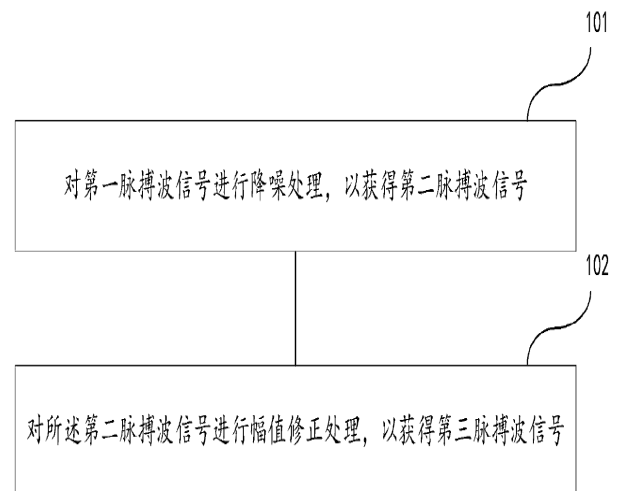 101
对第一脉搏波信号进行降噪处理，以获得第二脉搏波信号
102
对所述第二脉搏波信号进行幅值修正处理，以获得第三脉搏波信号